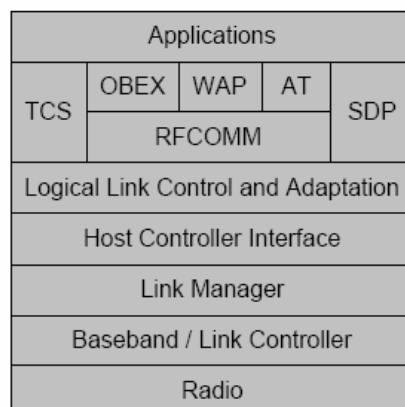 Applications
OBEX WAP AT
TCS SDP
RFCOMM
Logical Link Control and Adaptation
Host Controller Interface
Link Manager
Baseband / Link Controller
Radio